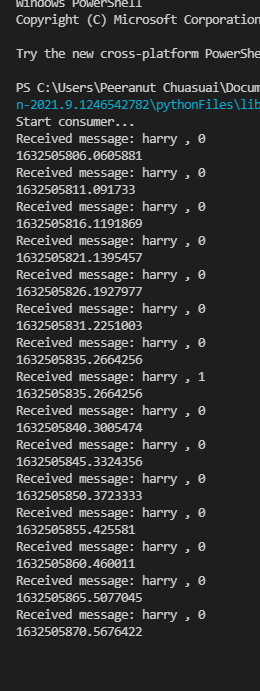 Windows PowerShell
Copyright (C) Microsoft Corporation
Try the new cross-platform PowerShe
PS C:\Users\Peeranut Chuasuai\Docum
n-2021.9.1246542782\pythonFiles\lib
Start consumer...
Received message: harry , 0
1632505806.0605881
Received message: harry , 0
1632505811.091733
Received message: harry , 0
1632505816.1191869
Received message: harry , 0
1632505821.1395457
Received message: harry , 0
1632505826.1927977
Received message: harry , 0
1632505831.2251003
Received message: harry , 0
1632505835.2664256
Received message: harry , 1
1632505835.2664256
Received message: harry , 0
1632505840.3005474
Received message: harry , 0
1632505845.3324356
Received message: harry , 0
1632505850.3723333
Received message: harry , 0
1632505855.425581
Received message: harry , 0
1632505860.460011
Received message: harry , 0
1632505865.5077045
Received message: harry , 0
1632505870.5676422